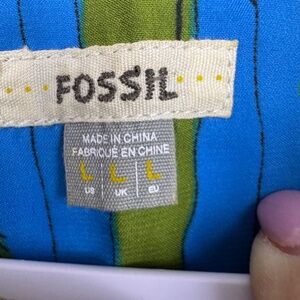 FOSSIL
MADE IN CHINA
FABRIQUÉ EN CHINE
L L L
US UK EU